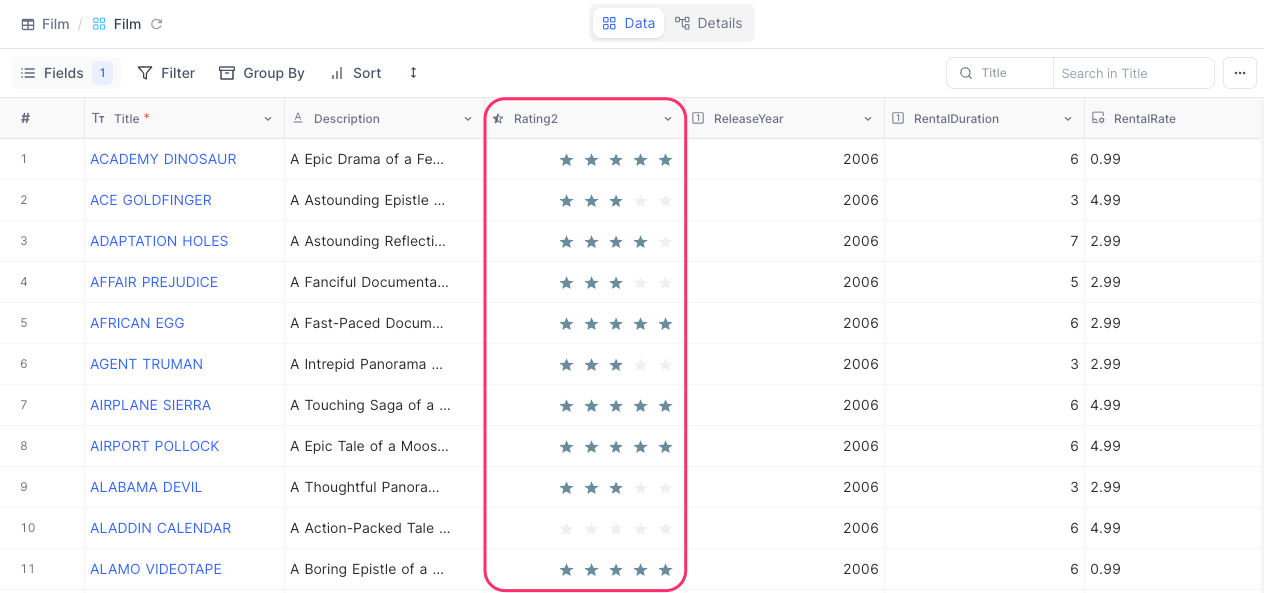 Film / Film Data Details
Fields 1 Filter Group By Sort Title Search in Title
# Title * Description Rating2 ReleaseYear RentalDuration RentalRate
1 ACADEMY DINOSAUR A Epic Drama of a Fe... 2006 6 0.99
2 ACE GOLDFINGER A Astounding Epistle ... 2006 3 4.99
3 ADAPTATION HOLES A Astounding Reflecti... 2006 7 2.99
4 AFFAIR PREJUDICE A Fanciful Documenta... 2006 5 2.99
5 AFRICAN EGG A Fast-Paced Docum... 2006 6 2.99
6 AGENT TRUMAN A Intrepid Panorama ... 2006 3 2.99
7 AIRPLANE SIERRA A Touching Saga of a ... 2006 6 4.99
8 AIRPORT POLLOCK A Epic Tale of a Moos... 2006 6 4.99
9 ALABAMA DEVIL A Thoughtful Panora... 2006 3 2.99
10 ALADDIN CALENDAR A Action-Packed Tale ... 2006 6 4.99
11 ALAMO VIDEOTAPE A Boring Epistle of a ... 2006 6 0.99